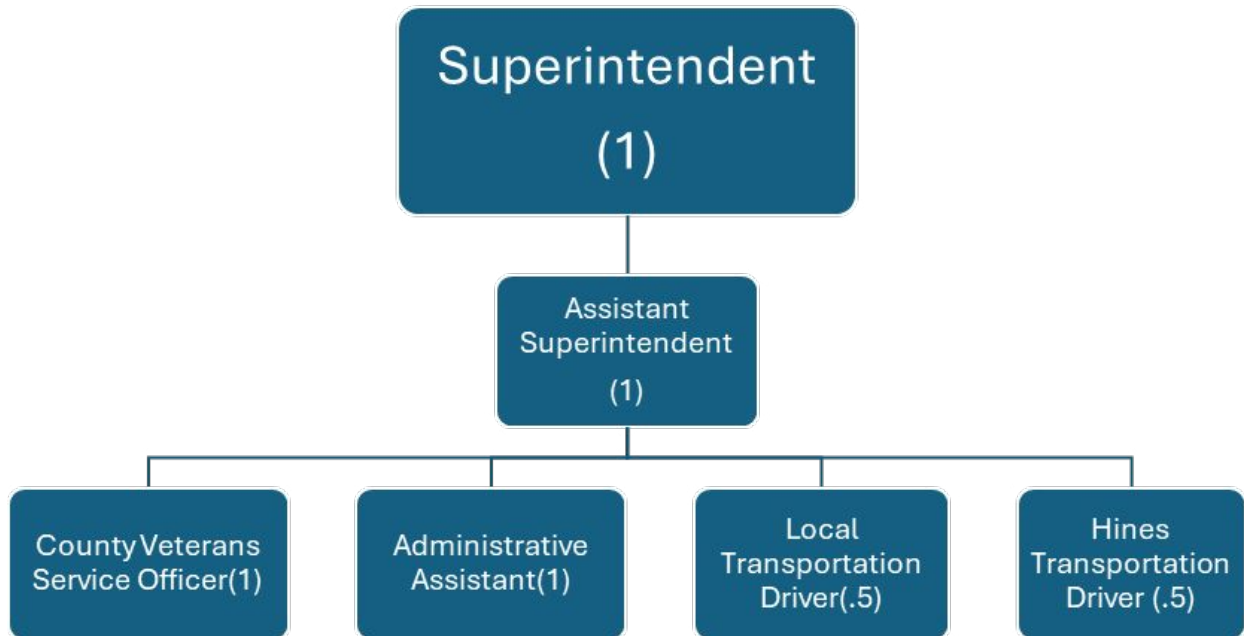 Superintendent
(1)
Assistant
Superintendent
(1)
County Veterans
Service Officer(1)
Administrative
Assistant(1)
Local
Transportation
Driver(.5)
Hines
Transportation
Driver (.5)